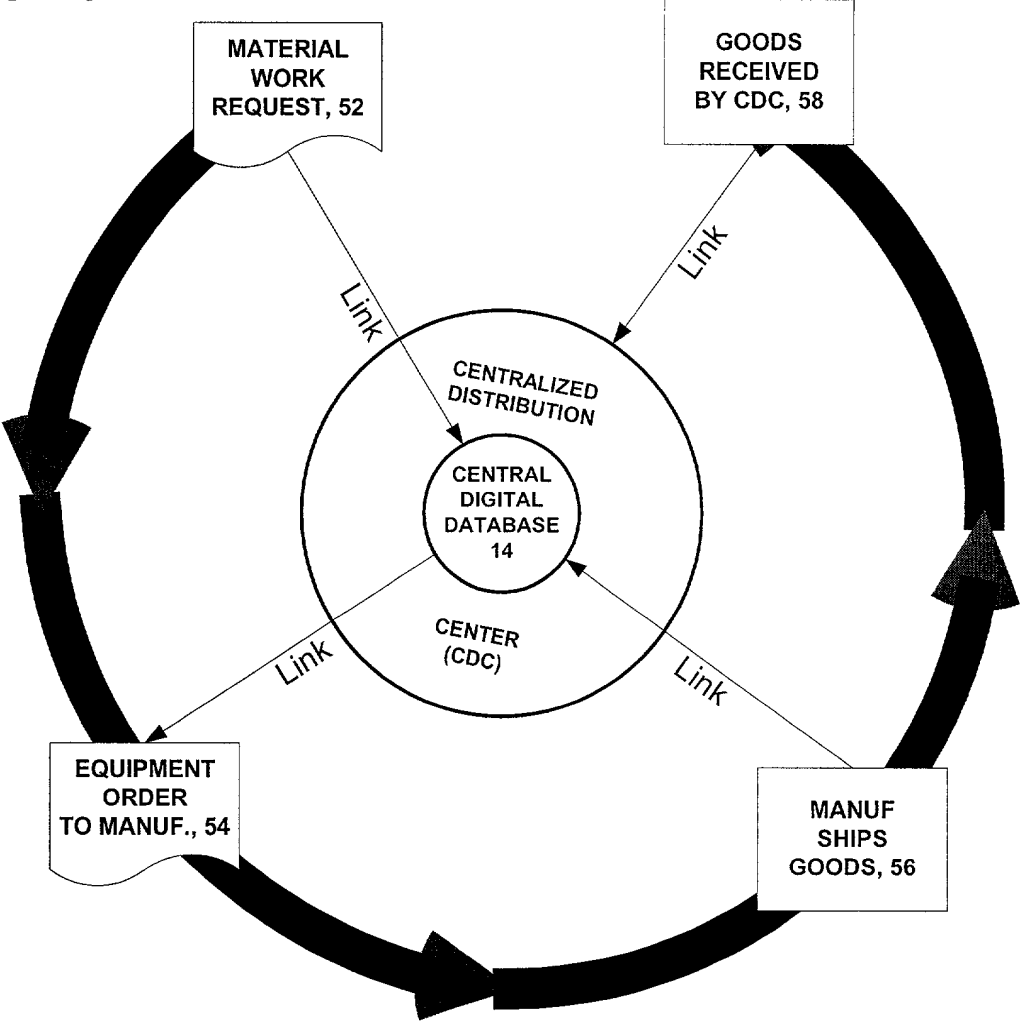 MATERIAL
WORK
REQUEST, 52
GOODS
RECEIVED
BY CDC, 58
Link
Link
CENTRALIZED
DISTRIBUTION
CENTRAL
DIGITAL
DATABASE
14
CENTER
(CDC)
Link
Link
EQUIPMENT
ORDER
TO MANUF., 54
MANUF
SHIPS
GOODS, 56